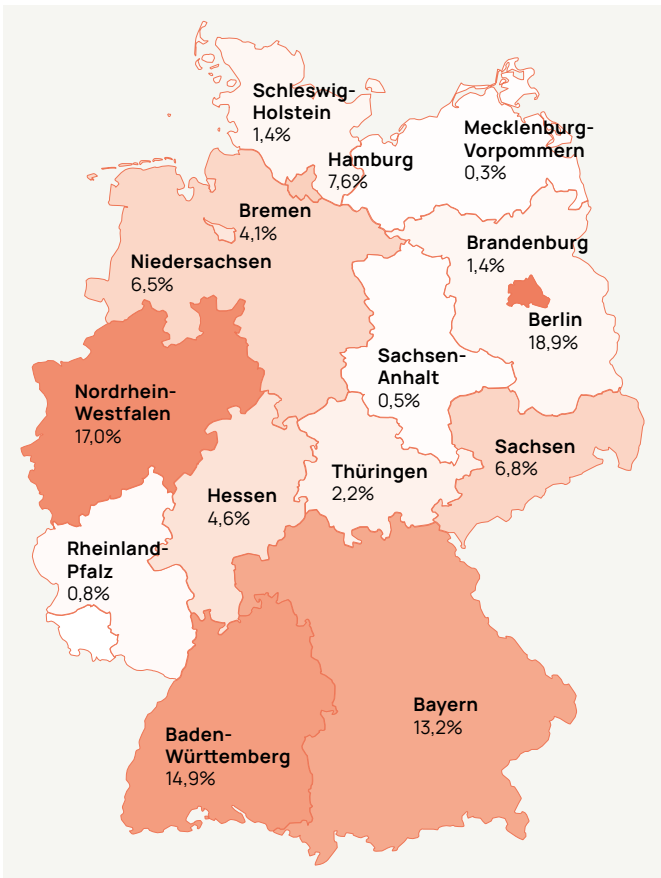 Schleswig-
Holstein
1,4%
Mecklenburg-
Vorpommern
0,3%
Hamburg
7,6%
Bremen
4,1%
Niedersachsen
6,5%
Brandenburg
1,4%
Berlin
18,9%
Sachsen-
Anhalt
0,5%
Nordrhein-
Westfalen
17,0%
Sachsen
6,8%
Thüringen
2,2%
Hessen
4,6%
Rheinland-
Pfalz
0,8%
Bayern
13,2%
Baden-
Württemberg
14,9%